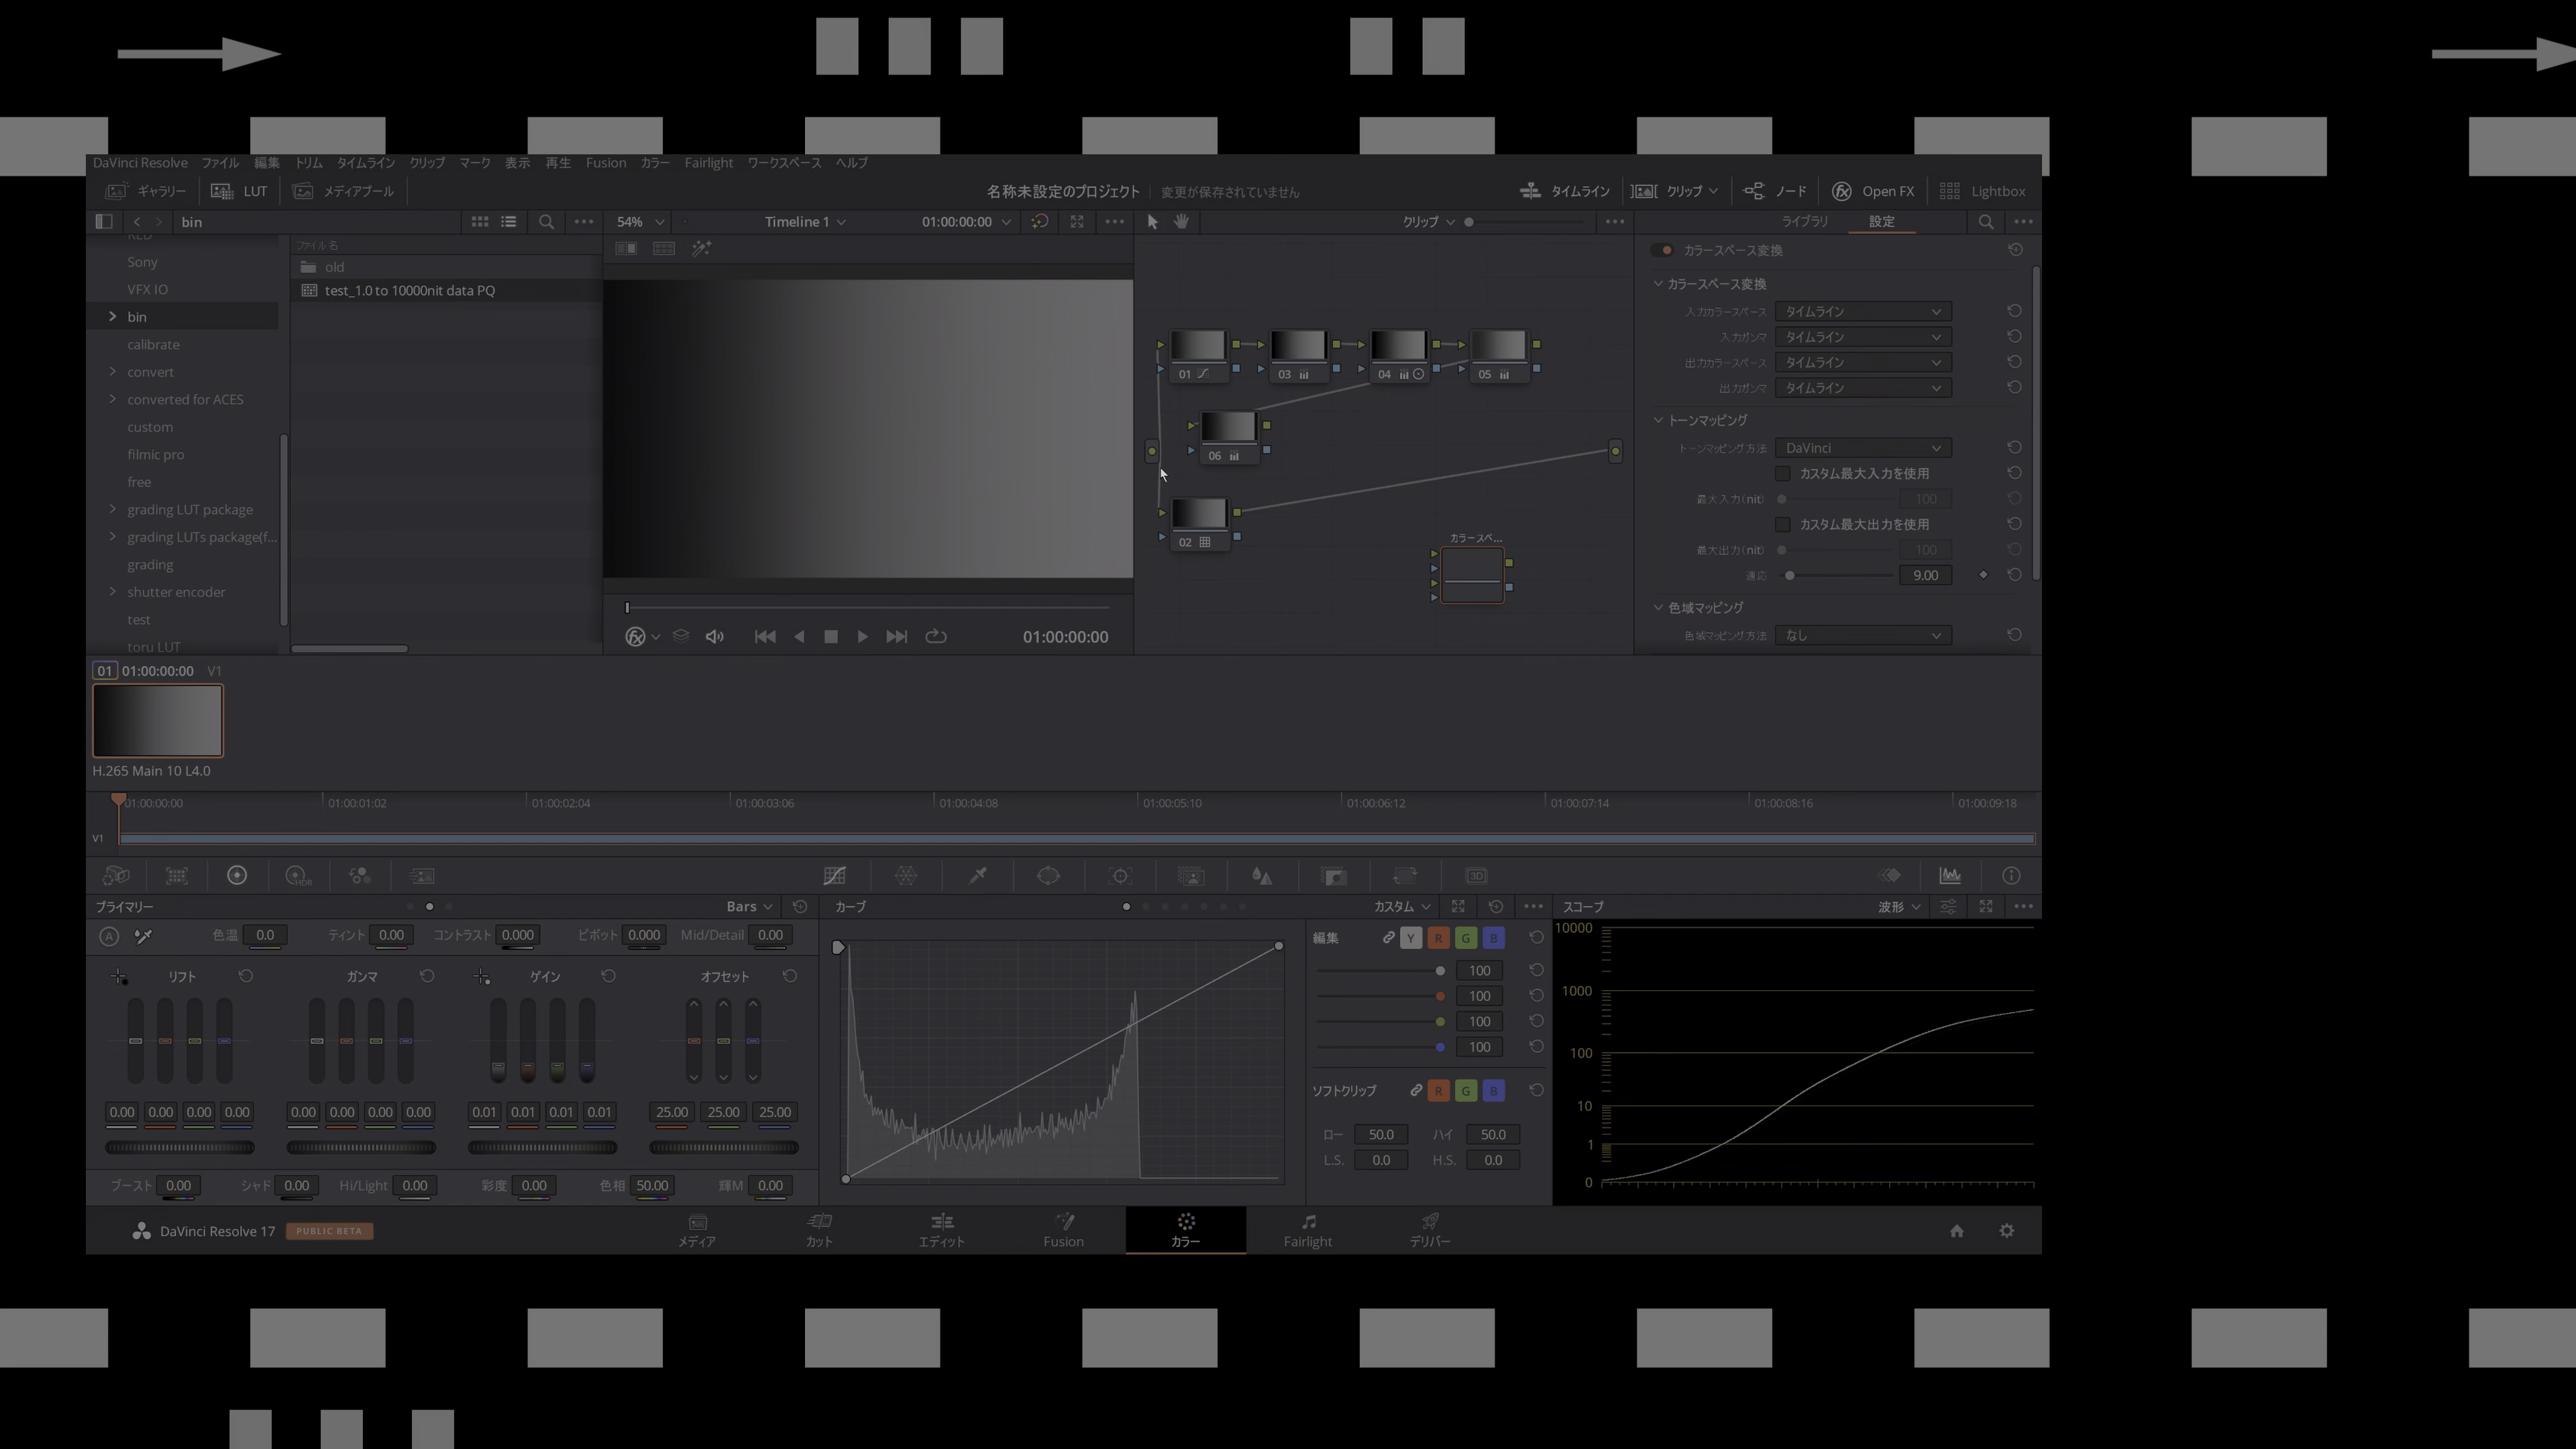 DaVinci Resolve ファイル 編集 トリム タイムライン クリップ マーク 表示 再生 Fusion カラー Fairlight ワークスペース ヘルプ
ギャラリー LUT メディアプール 名称未設定のプロジェクト 変更が保存されていません タイムライン クリップ ノード Open FX Lightbox
bin 54% Timeline 1 01:00:00:00 クリップ ライブラリ 設定
RED
Sony
VFX IO
bin
calibrate
convert
converted for ACES
custom
filmic pro
free
grading LUT package
grading LUTs package(f...
grading
shutter encoder
test
toru LUT
ファイル名
old
test_1.0 to 10000nit data PQ
01:00:00:00
01
03
04
05
06
02
カラースペ...
カラースペース変換
カラースペース変換
入力カラースペース タイムライン
入力ガンマ タイムライン
出力カラースペース タイムライン
出力ガンマ タイムライン
トーンマッピング
トーンマッピング方法 DaVinci
カスタム最大入力を使用
最大入力(nit) 100
カスタム最大出力を使用
最大出力(nit) 100
適応 9.00
色域マッピング
色域マッピング方法 なし
01 01:00:00:00 V1
H.265 Main 10 L4.0
01:00:00:00 01:00:01:02 01:00:02:04 01:00:03:06 01:00:04:08 01:00:05:10 01:00:06:12 01:00:07:14 01:00:08:16 01:00:09:18
V1
HDR 3D
プライマリー Bars
A 色温 0.0 ティント 0.00 コントラスト 0.000 ピボット 0.000 Mid/Detail 0.00
リフト ガンマ ゲイン オフセット
0.00 0.00 0.00 0.00 0.00 0.00 0.00 0.00 0.01 0.01 0.01 0.01 25.00 25.00 25.00
ブースト 0.00 シャド 0.00 Hi/Light 0.00 彩度 0.00 色相 50.00 輝M 0.00
カーブ カスタム
編集 Y R G B
100
100
100
100
ソフトクリップ R G B
ロー 50.0 ハイ 50.0
L.S. 0.0 H.S. 0.0
スコープ 波形
10000
1000
100
10
1
0
DaVinci Resolve 17 PUBLIC BETA メディア カット エディット Fusion カラー Fairlight デリバー